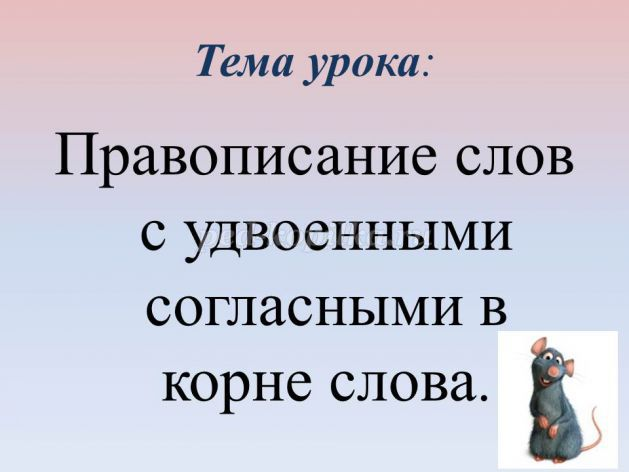 Тема урока:
Правописание слов
с удвоенными
согласными в
корне слова.